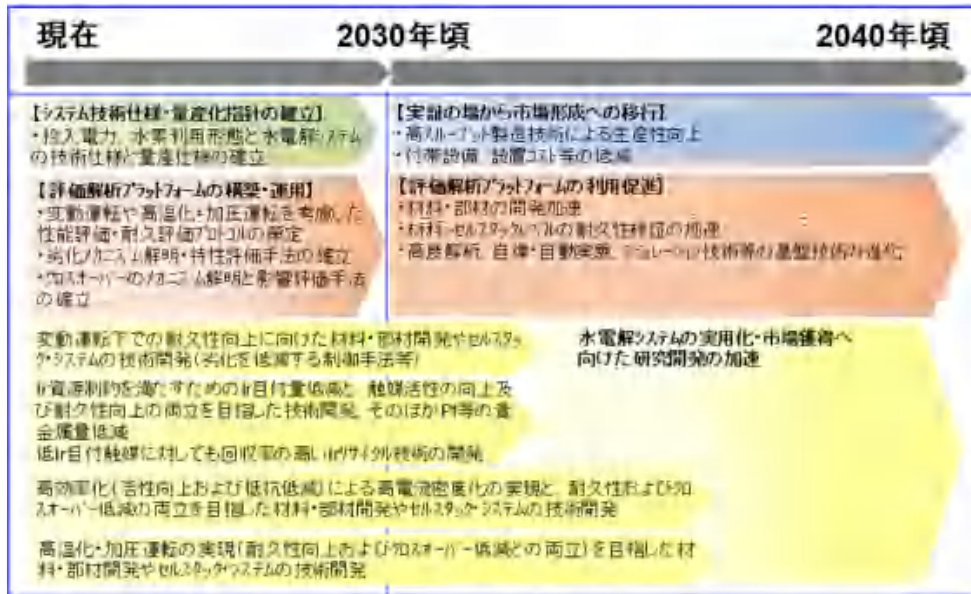 現在
2030年頃
2040年頃
【システム技術仕様・量産化指針の建立】
・投入電力、水素利用形態と水電解システム
の技術仕様と量産仕様の建立
【実証の場から市場形成への移行】
・高スループット製造技術による生産性向上
・付帯設備、設置コスト等の低減
【評価解析プラットフォームの構築・運用】
・変動運転や高温化・加圧運転を考慮した
性能評価・耐久評価プロトコルの策定
・劣化メカニズム解明・特性評価手法の確立
・クロスオーバーのメカニズム解明と影響評価手法
の確立
【評価解析プラットフォームの利用促進】
・材料・部材の開発加速
・材料・セルスタックレベルの耐久性検証の加速
・高度解析、自律・自動実験、シミュレーション技術等の基盤技術の進化
変動運転下での耐久性向上に向けた材料・部材開発やセルスタッ
ク・システムの技術開発(劣化を低減する制御手法等)
水電解システムの実用化・市場獲得へ
向けた研究開発の加速
Ir資源制約を満たすためのIr目付量低減と、触媒活性の向上及
び耐久性向上の両立を目指した技術開発、そのほかPt等の貴
金属量低減
低Ir目付触媒に対しても回収率の高いIrリサイクル技術の開発
高効率化(活性向上および抵抗低減)による高電流密度化の実現と、耐久性およびクロ
スオーバー低減の両立を目指した材料・部材開発やセルスタック・システムの技術開発
高温化・加圧運転の実現(耐久性向上およびクロスオーバー低減との両立)を目指した材
料・部材開発やセルスタック・システムの技術開発